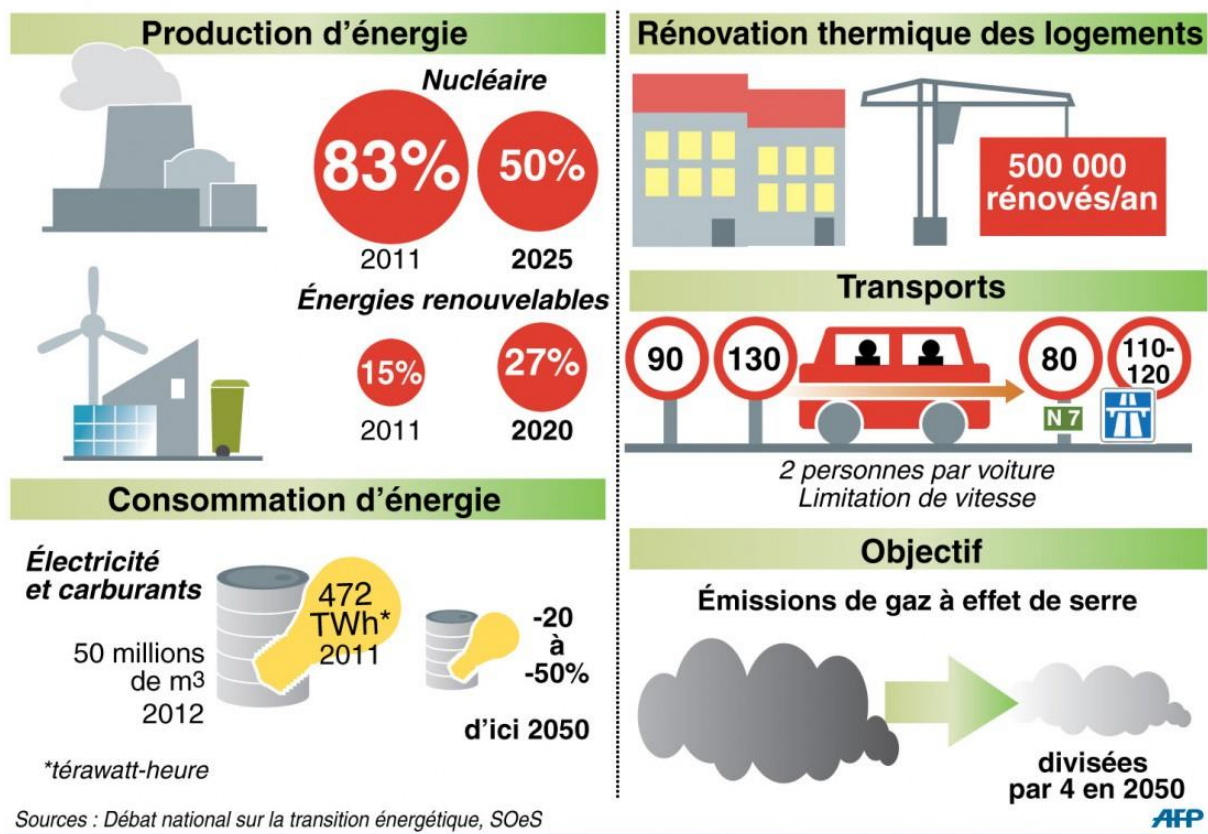 Production d'énergie
Nucléaire
83%
50%
2011
2025
Énergies renouvelables
15%
27%
2011
2020
Consommation d'énergie
Électricité
et carburants
50 millions
de m³
2012
472
TWh*
2011
-20
à
-50%
d'ici 2050
*térawatt-heure
Rénovation thermique des logements
500 000
rénovés/an
Transports
90
130
80
110-
120
N 7
2 personnes par voiture
Limitation de vitesse
Objectif
Émissions de gaz à effet de serre
divisées
par 4 en 2050
Sources : Débat national sur la transition énergétique, SOeS
AFP